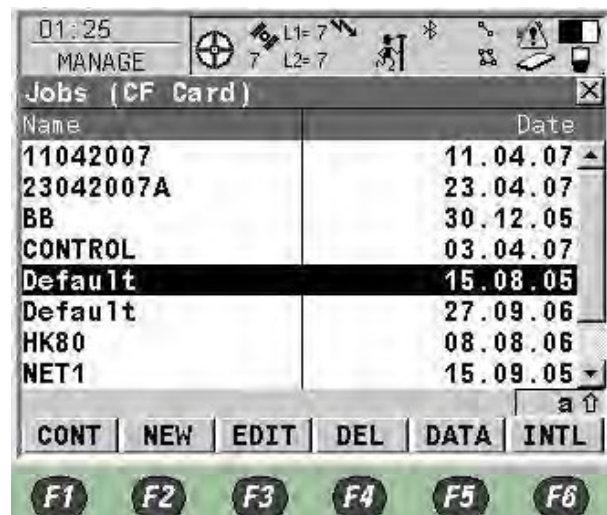 01:25
MANAGE
7
L1= 7
L2= 7
Jobs (CF Card)
Name Date
11042007 11.04.07
23042007A 23.04.07
BB 30.12.05
CONTROL 03.04.07
Default 15.08.05
Default 27.09.06
HK80 08.08.06
NET1 15.09.05
a
CONT NEW EDIT DEL DATA INTL
F1 F2 F3 F4 F5 F6